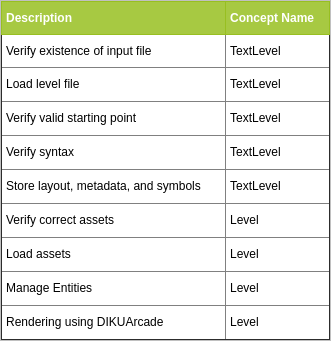 Description Concept Name
Verify existence of input file TextLevel
Load level file TextLevel
Verify valid starting point TextLevel
Verify syntax TextLevel
Store layout, metadata, and symbols TextLevel
Verify correct assets Level
Load assets Level
Manage Entities Level
Rendering using DIKUArcade Level